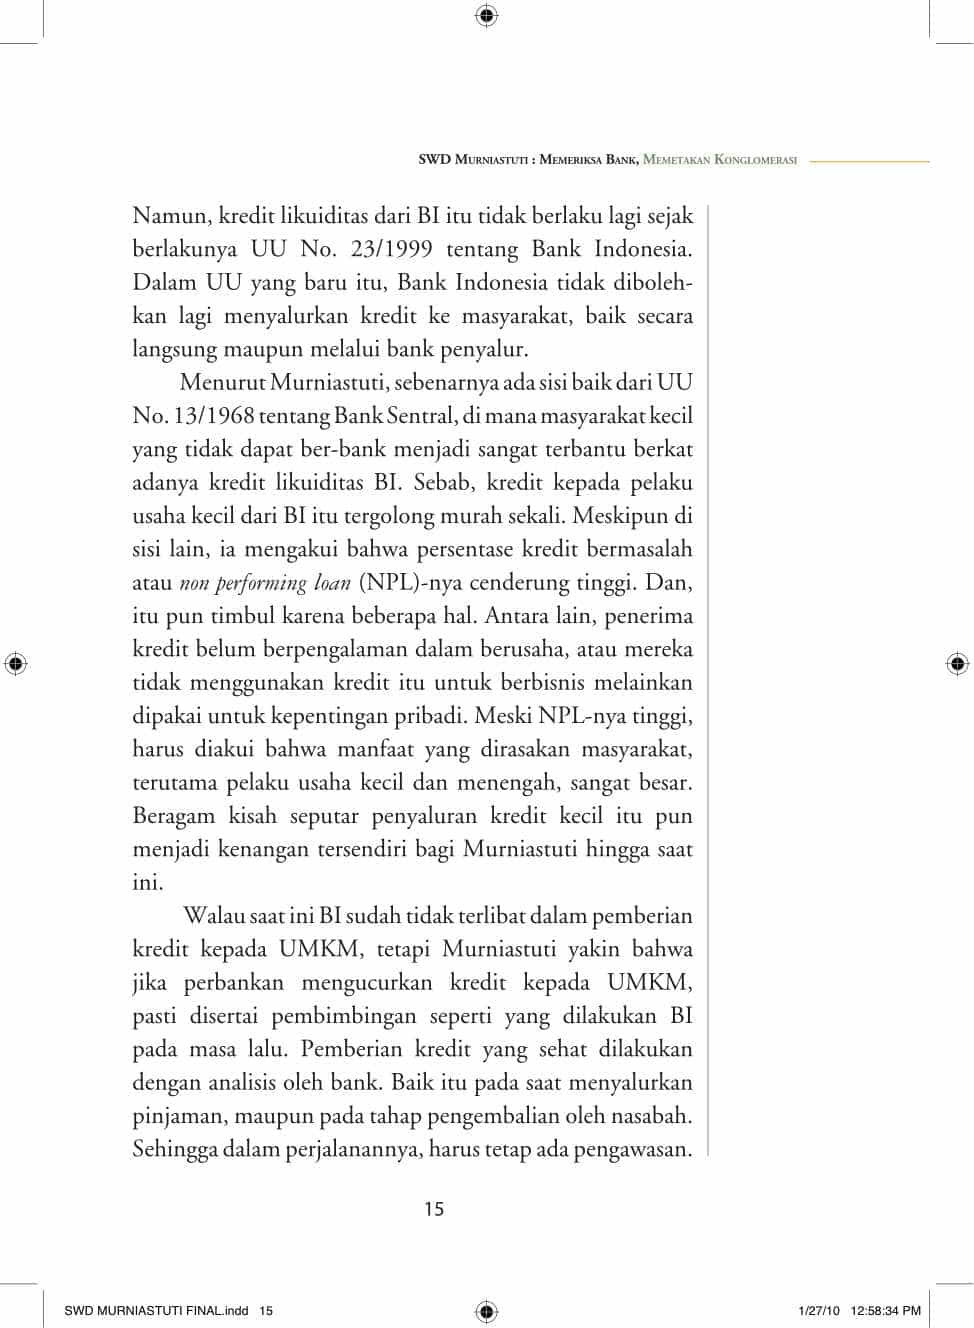 SWD Murniastuti : Memeriksa Bank, Memetakan Konglomerasi
Namun, kredit likuiditas dari BI itu tidak berlaku lagi sejak
berlakunya UU No. 23/1999 tentang Bank Indonesia.
Dalam UU yang baru itu, Bank Indonesia tidak diboleh-
kan lagi menyalurkan kredit ke masyarakat, baik secara
langsung maupun melalui bank penyalur.
Menurut Murniastuti, sebenarnya ada sisi baik dari UU
No. 13/1968 tentang Bank Sentral, di mana masyarakat kecil
yang tidak dapat ber-bank menjadi sangat terbantu berkat
adanya kredit likuiditas BI. Sebab, kredit kepada pelaku
usaha kecil dari BI itu tergolong murah sekali. Meskipun di
sisi lain, ia mengakui bahwa persentase kredit bermasalah
atau non performing loan (NPL)-nya cenderung tinggi. Dan,
itu pun timbul karena beberapa hal. Antara lain, penerima
kredit belum berpengalaman dalam berusaha, atau mereka
tidak menggunakan kredit itu untuk berbisnis melainkan
dipakai untuk kepentingan pribadi. Meski NPL-nya tinggi,
harus diakui bahwa manfaat yang dirasakan masyarakat,
terutama pelaku usaha kecil dan menengah, sangat besar.
Beragam kisah seputar penyaluran kredit kecil itu pun
menjadi kenangan tersendiri bagi Murniastuti hingga saat
ini.
Walau saat ini BI sudah tidak terlibat dalam pemberian
kredit kepada UMKM, tetapi Murniastuti yakin bahwa
jika perbankan mengucurkan kredit kepada UMKM,
pasti disertai pembimbingan seperti yang dilakukan BI
pada masa lalu. Pemberian kredit yang sehat dilakukan
dengan analisis oleh bank. Baik itu pada saat menyalurkan
pinjaman, maupun pada tahap pengembalian oleh nasabah.
Sehingga dalam perjalanannya, harus tetap ada pengawasan.
15
SWD MURNIASTUTI FINAL.indd 15
1/27/10 12:58:34 PM